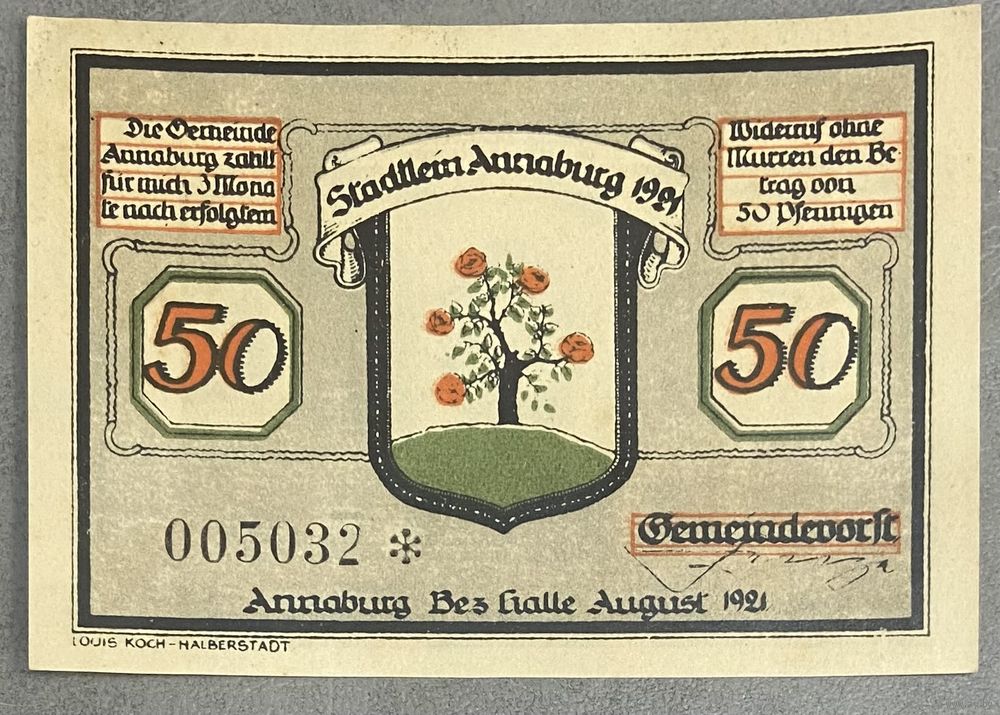 Die Gemeinde
Annaburg zahlt
für mich 3 Mona
te nach erfolgtem
Widerruf ohne
Murren den Be-
trag von
50 Pfennigen
Stadtlein Annaburg 1921
50
50
005032 *
Gemeindevorst
Annaburg Bez Halle August 1921
LOUIS KOCH-HALBERSTADT